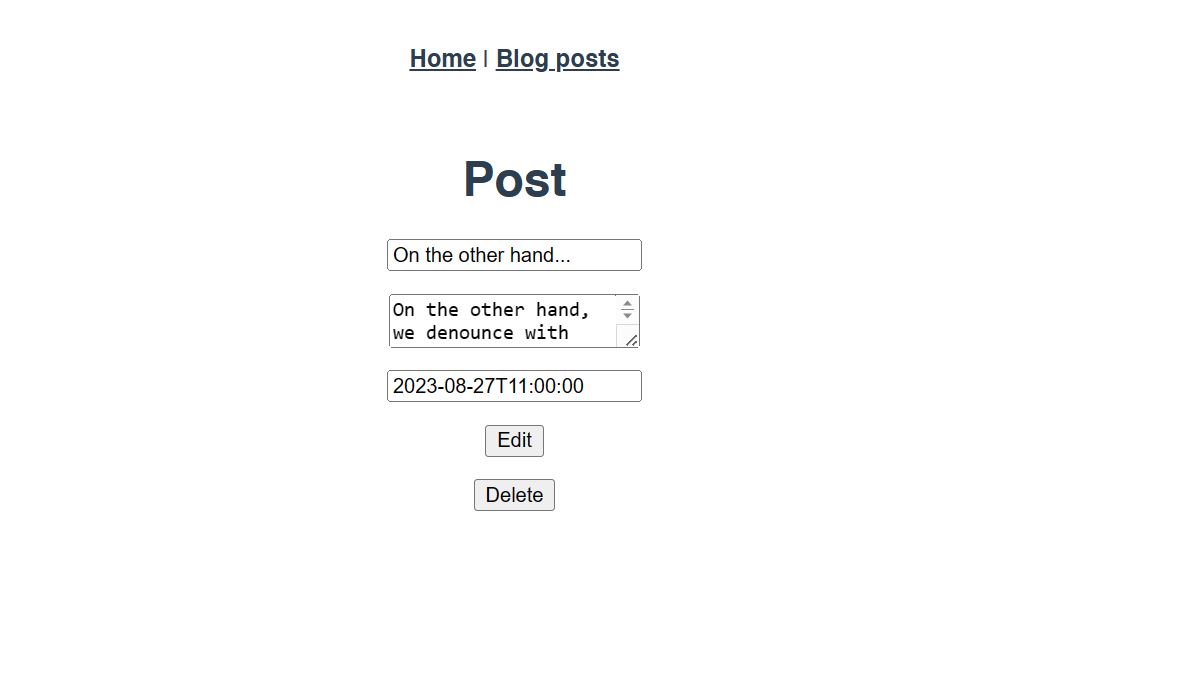 Home | Blog posts
Post
On the other hand...
On the other hand,
we denounce with
2023-08-27T11:00:00
Edit
Delete